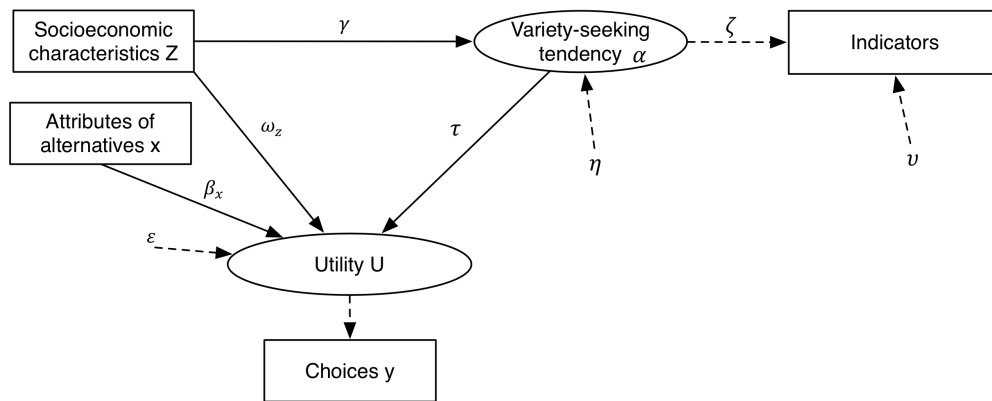 Socioeconomic
characteristics Z
γ
Variety-seeking
tendency α
ζ
Indicators
Attributes of
alternatives x
ω_z
τ
η
υ
β_x
ε
Utility U
Choices y